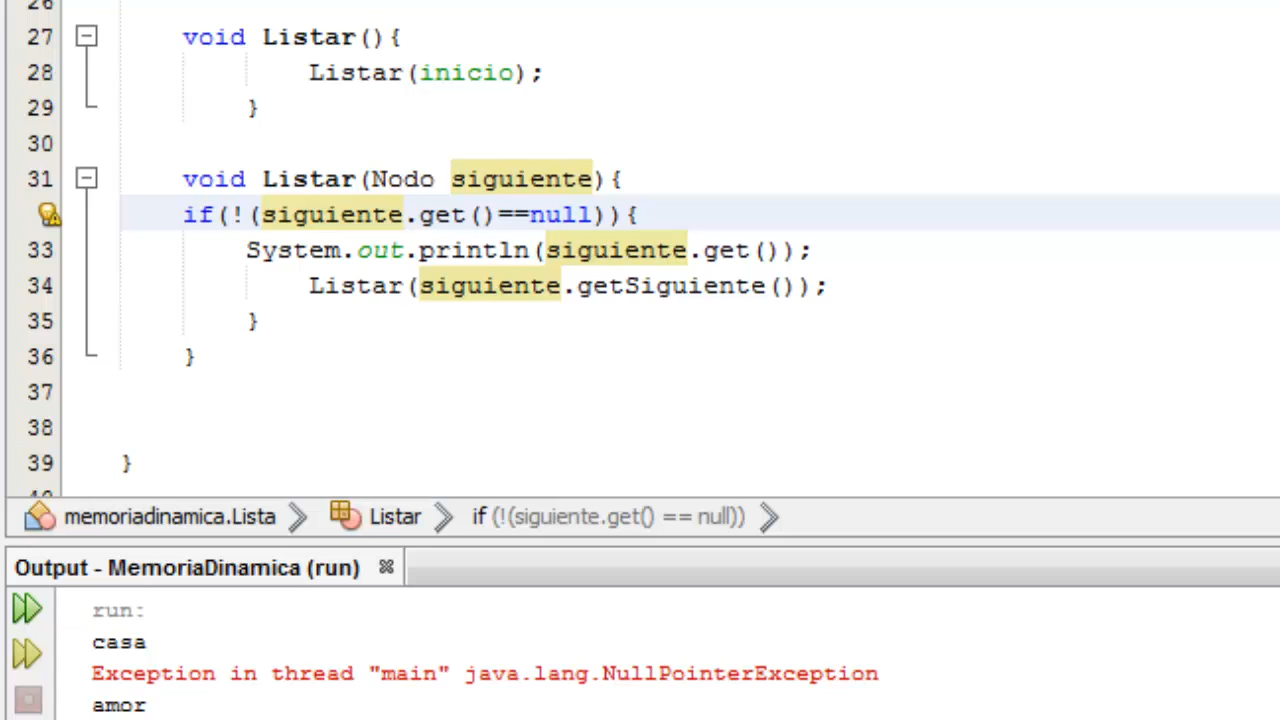 26
27 void Listar(){
28 Listar(inicio);
29 }
30
31 void Listar(Nodo siguiente){
if(!(siguiente.get()==null)){
33 System.out.println(siguiente.get());
34 Listar(siguiente.getSiguiente());
35 }
36 }
37
38
39 }
40
memoriadinamica.Lista Listar if (!(siguiente.get() == null))
Output - MemoriaDinamica (run)
run:
casa
Exception in thread "main" java.lang.NullPointerException
amor